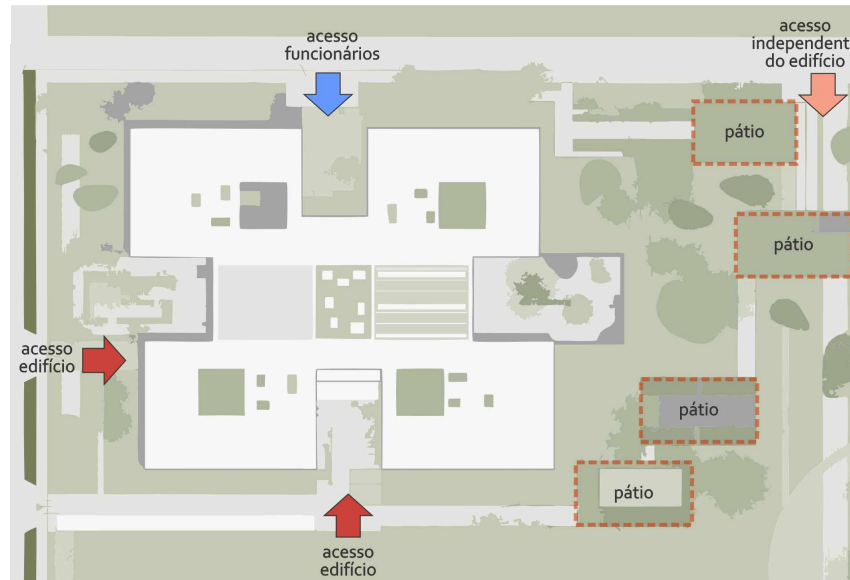 acesso
funcionários
acesso
independent
do edifício
pátio
pátio
acesso
edifício
pátio
pátio
acesso
edifício